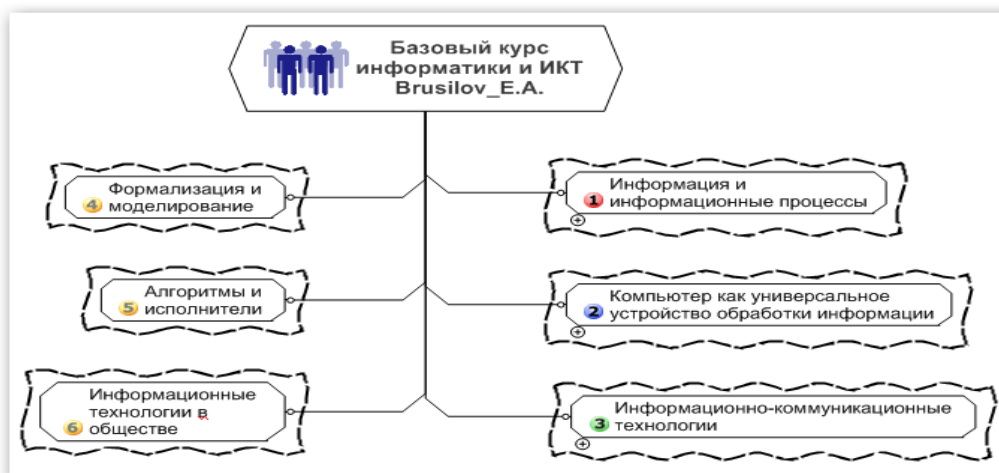 Базовый курс
информатики и ИКТ
Brusilov_E.A.
1 Информация и
информационные процессы
2 Компьютер как универсальное
устройство обработки информации
3 Информационно-коммуникационные
технологии
4 Формализация и
моделирование
5 Алгоритмы и
исполнители
6 Информационные
технологии в
обществе